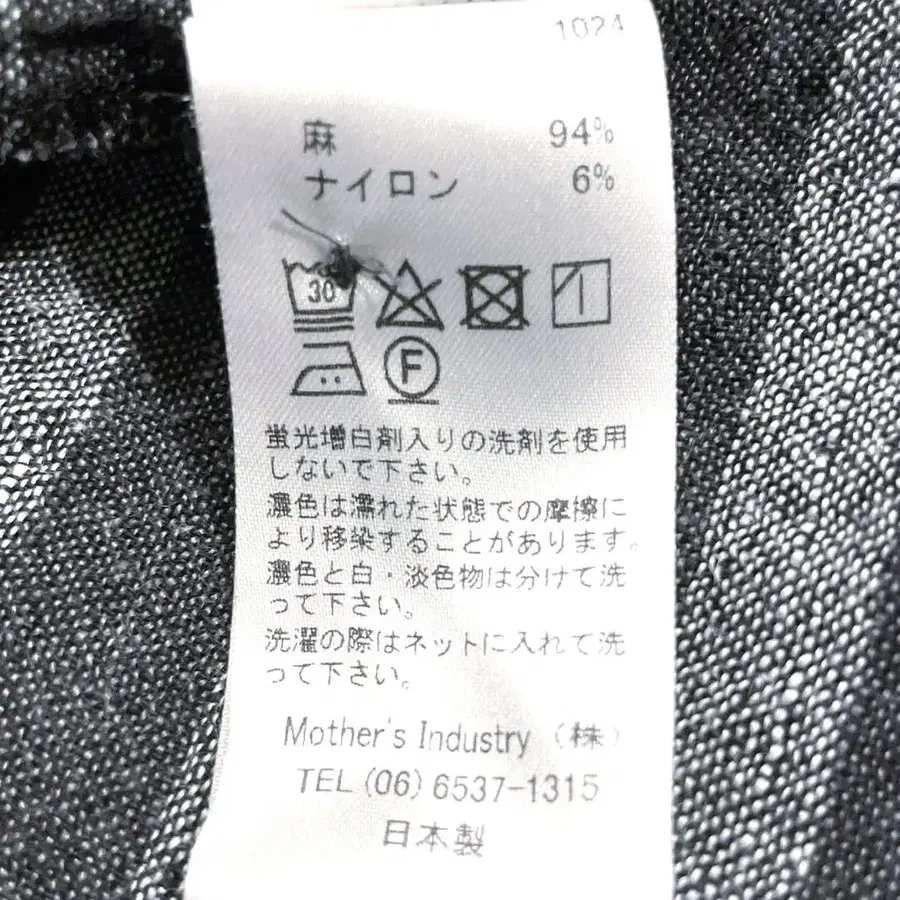 1024
麻 94%
ナイロン 6%
30
F
蛍光増白剤入りの洗剤を使用
しないで下さい。
濃色は濡れた状態での摩擦に
より移染することがあります。
濃色と白・淡色物は分けて洗
って下さい。
洗濯の際はネットに入れて洗
って下さい。
Mother's Industry (株)
TEL (06) 6537-1315
日本製